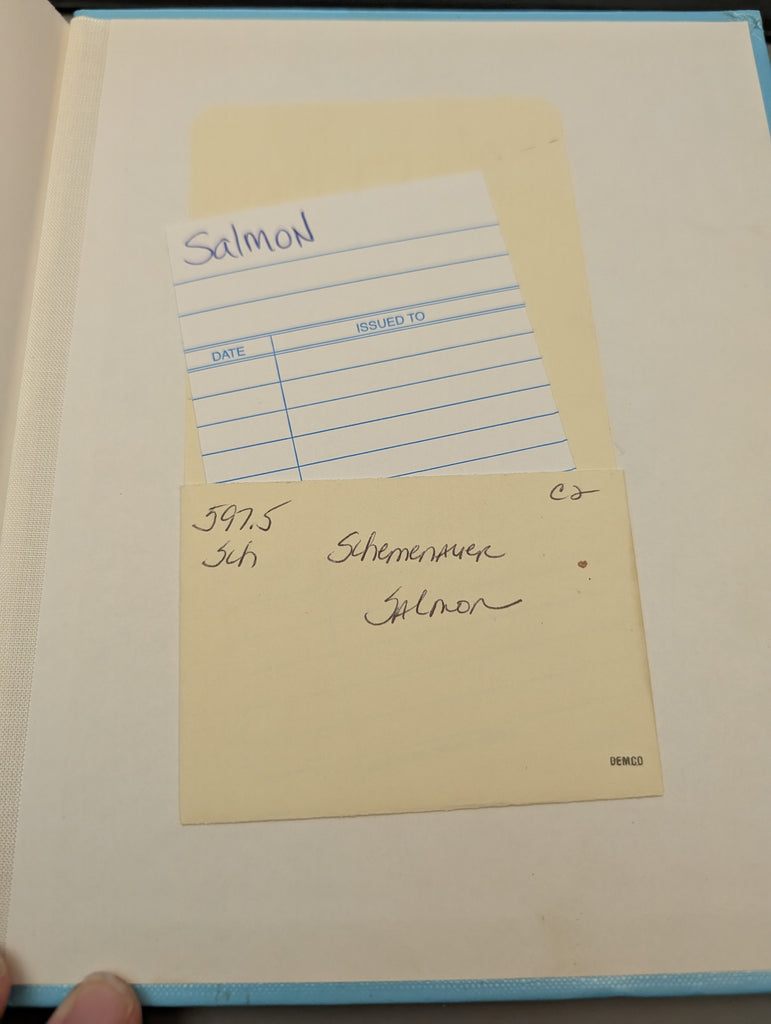 Salmon
DATE ISSUED TO
C2
597.5
Sch Schemenauer
Salmon
DEMCO